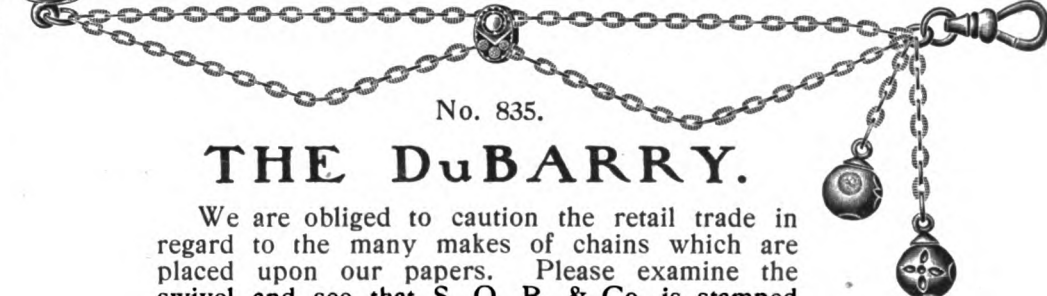 No. 835.
THE DuBARRY.
We are obliged to caution the retail trade in
regard to the many makes of chains which are
placed upon our papers. Please examine the
swivel and see that S. O. B. & Co. is stamped